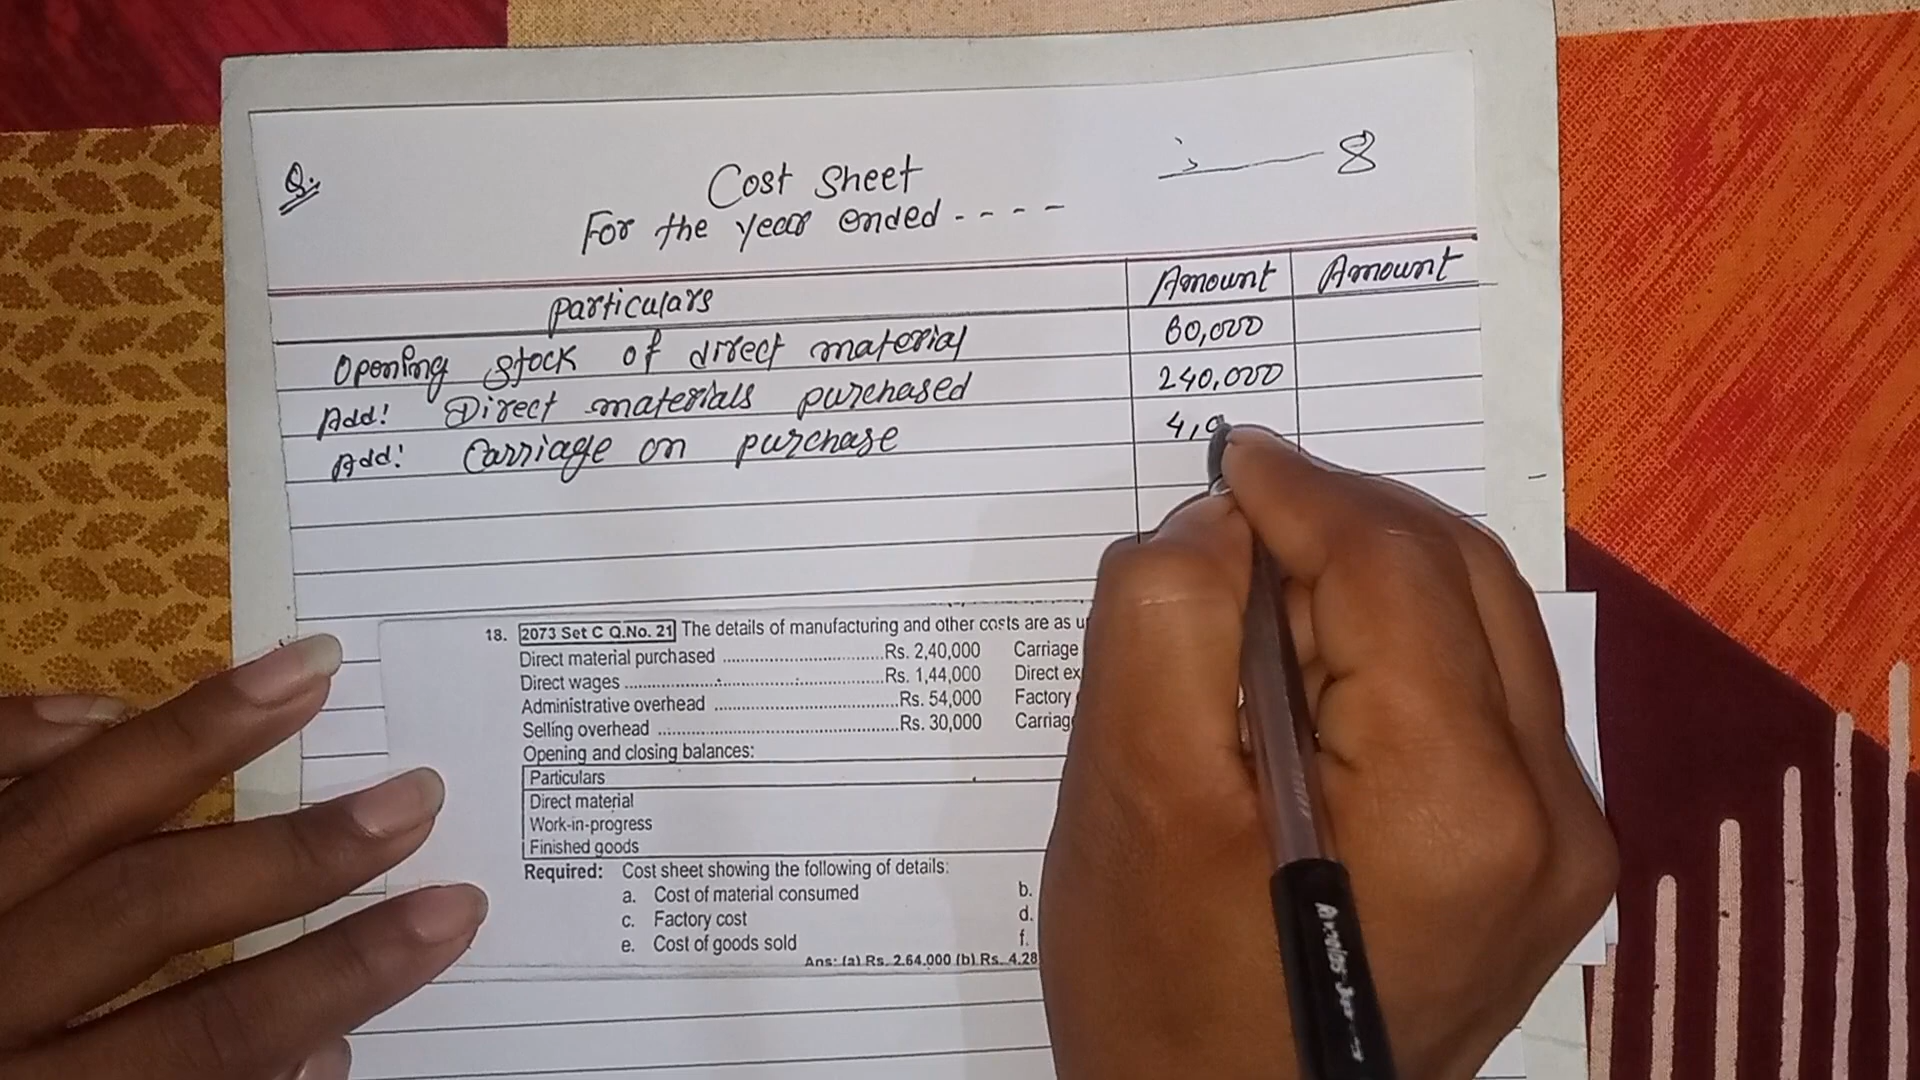 Q.
8
Cost Sheet
For the year ended - - - -
Particulars Amount Amount
Opening stock of direct material 60,000
Add: Direct materials purchased 240,000
Add: Carriage on purchase 4,0
18. 2073 Set C Q.No. 21 The details of manufacturing and other costs are as
Direct material purchased ................................Rs. 2,40,000 Carriage
Direct wages ....................................................Rs. 1,44,000 Direct
Administrative overhead .....................................Rs. 54,000 Factory
Selling overhead ................................................Rs. 30,000
Opening and closing balances:
Particulars
Direct material
Work-in-progress
Finished goods
Required: Cost sheet showing the following of details:
a. Cost of material consumed b.
c. Factory cost d.
e. Cost of goods sold f.
Ans: (a) Rs. 2,64,000 (b) Rs. 4,28